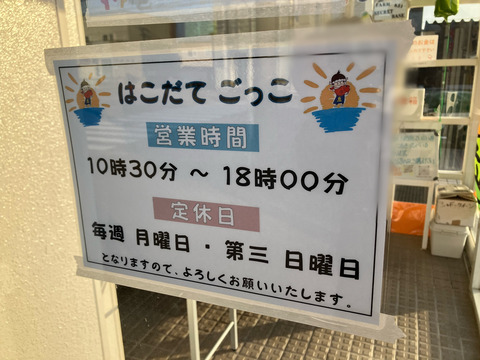 はこだて ごっこ
営業時間
10時30分 ～ 18時00分
定休日
毎週 月曜日・第三 日曜日
となりますので、よろしくお願いいたします。